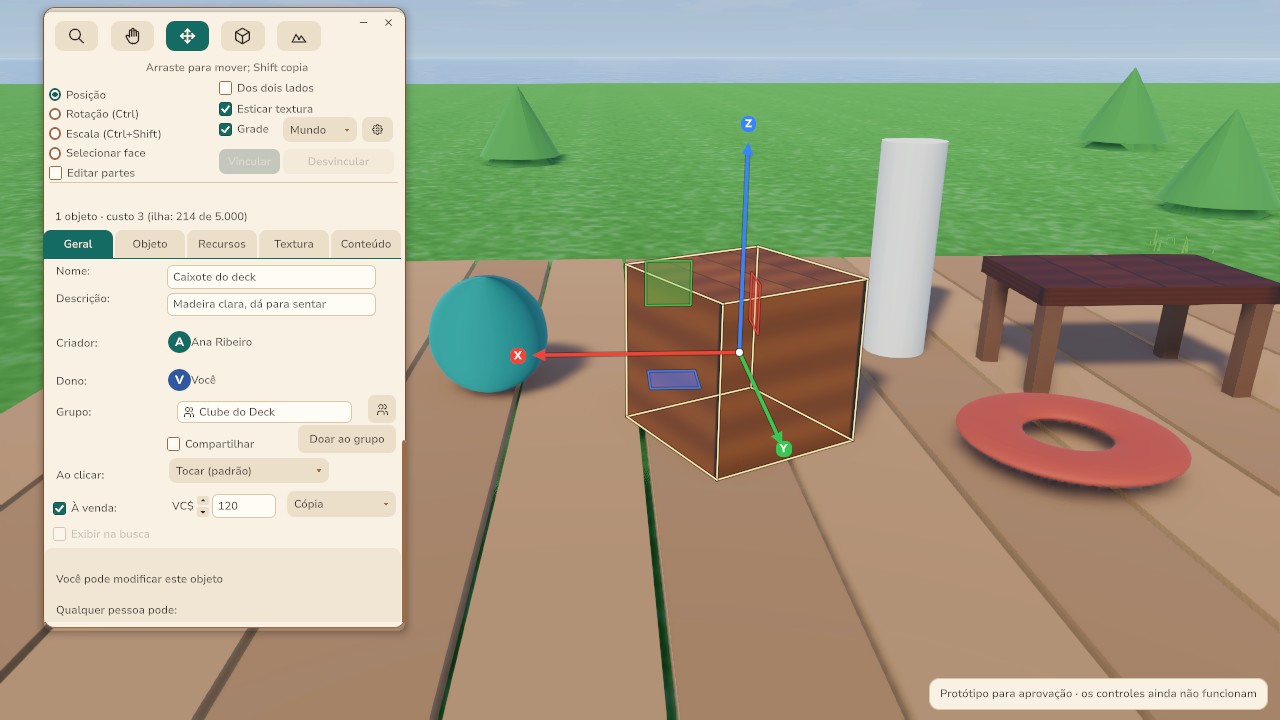 Arraste para mover; Shift copia
Posição
Rotação (Ctrl)
Escala (Ctrl+Shift)
Selecionar face
Editar partes
Dos dois lados
Esticar textura
Grade
Mundo
Vincular
Desvincular
1 objeto · custo 3 (ilha: 214 de 5.000)
Geral
Objeto
Recursos
Textura
Conteúdo
Nome:
Caixote do deck
Descrição:
Madeira clara, dá para sentar
Criador:
A
Ana Ribeiro
Dono:
V
Você
Grupo:
Clube do Deck
Compartilhar
Doar ao grupo
Ao clicar:
Tocar (padrão)
À venda:
VC$
120
Cópia
Exibir na busca
Você pode modificar este objeto
Qualquer pessoa pode:
Z
X
Y
Protótipo para aprovação · os controles ainda não funcionam